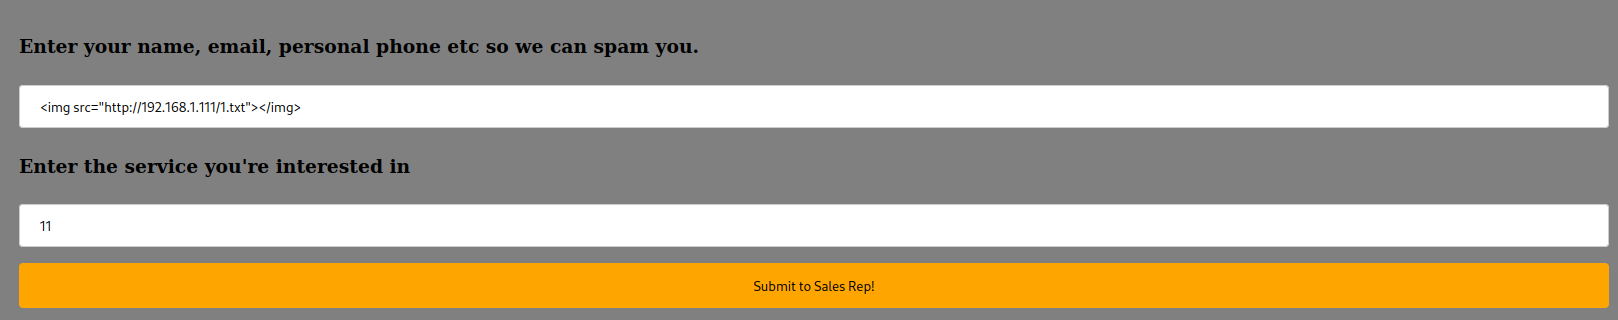 Enter your name, email, personal phone etc so we can spam you.
<img src="http://192.168.1.111/1.txt"></img>
Enter the service you're interested in
11
Submit to Sales Rep!